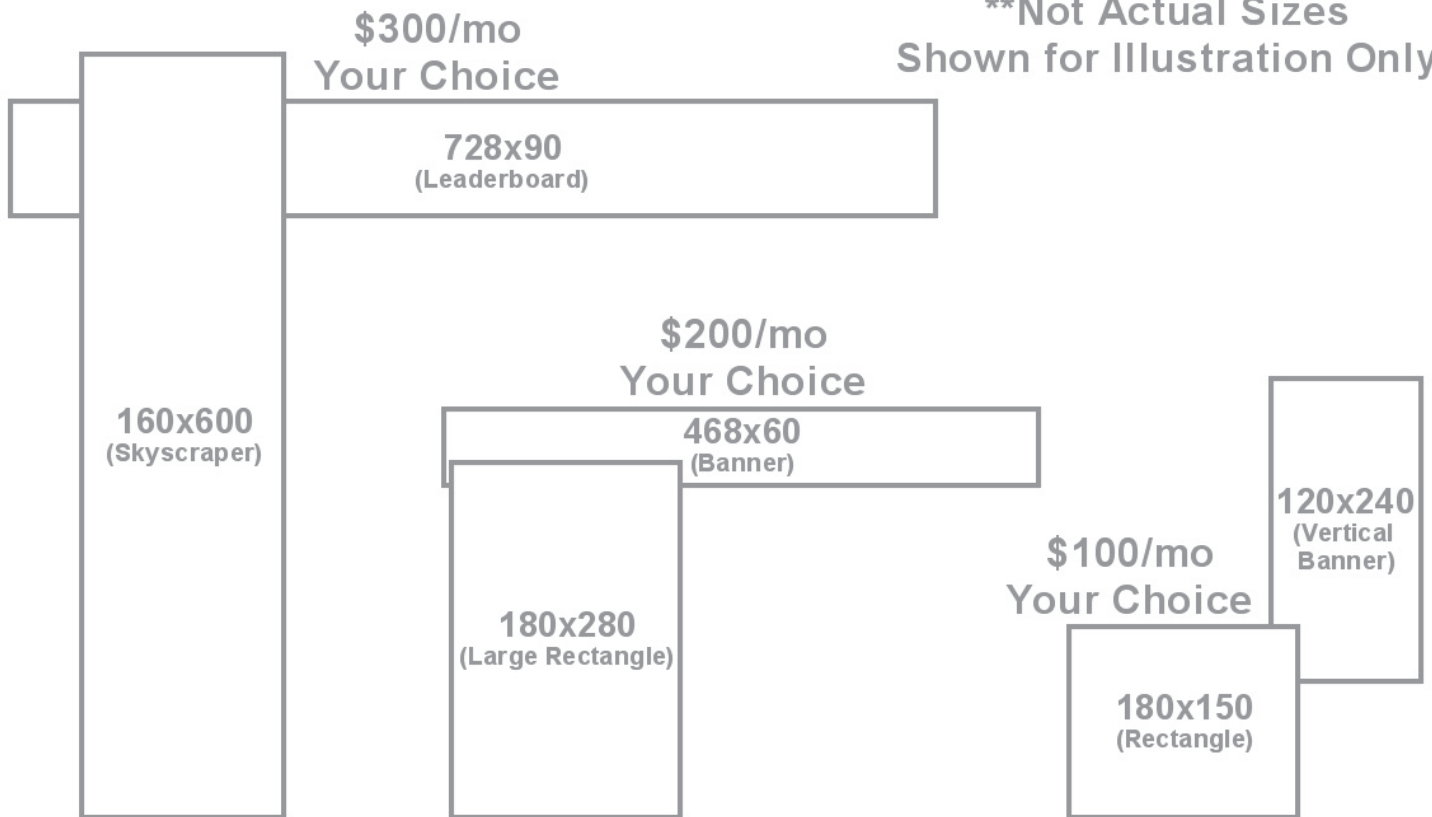 **Not Actual Sizes
Shown for Illustration Only
$300/mo
Your Choice
728x90
(Leaderboard)
160x600
(Skyscraper)
$200/mo
Your Choice
468x60
(Banner)
180x280
(Large Rectangle)
$100/mo
Your Choice
120x240
(Vertical
Banner)
180x150
(Rectangle)